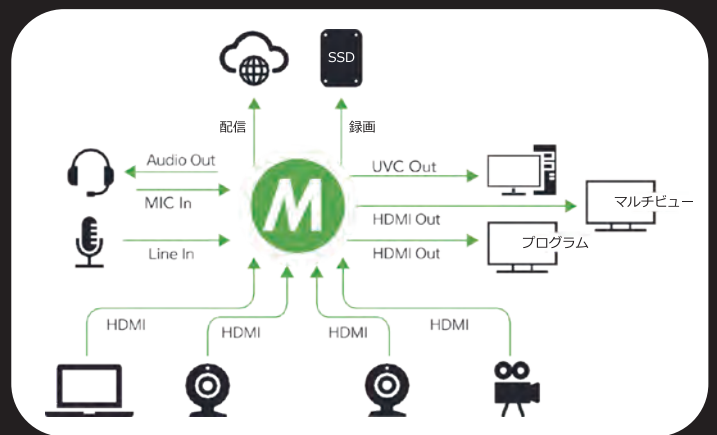 SSD
配信
録画
Audio Out
MIC In
Line In
M
UVC Out
HDMI Out
マルチビュー
HDMI Out
プログラム
HDMI
HDMI
HDMI
HDMI